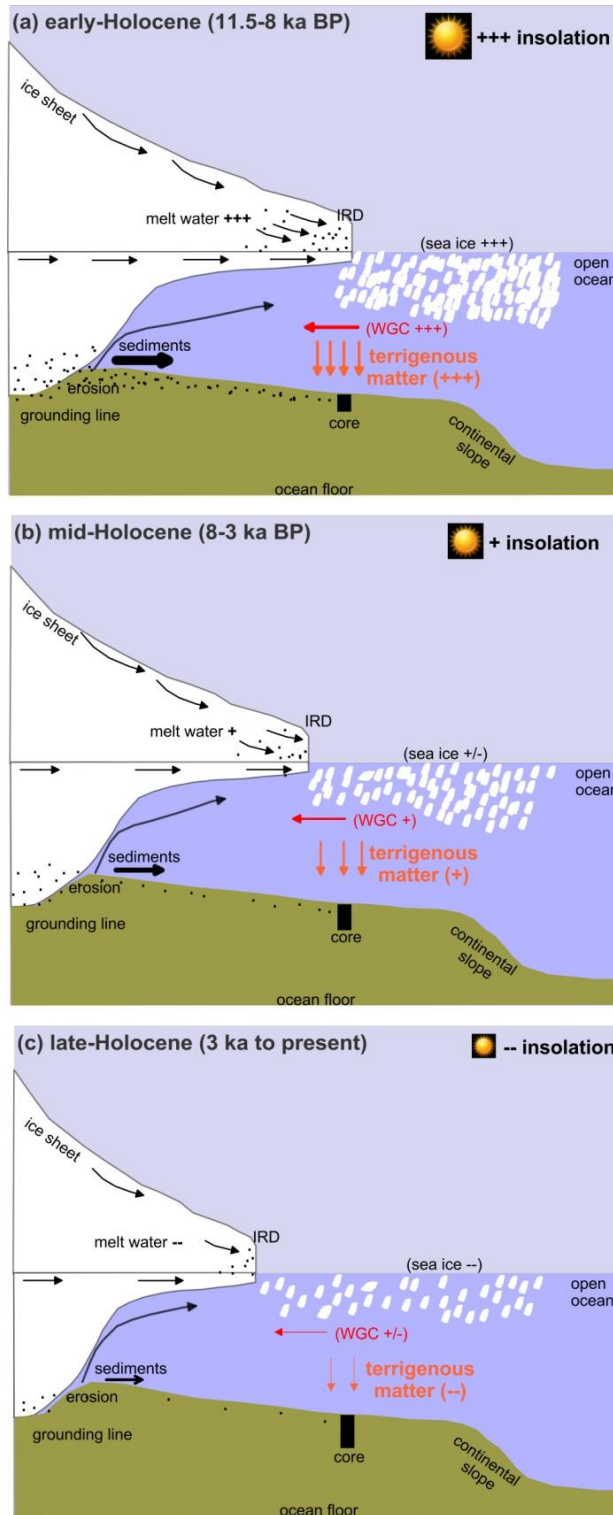 (a) early-Holocene (11.5-8 ka BP)
+++ insolation
ice sheet
IRD
melt water +++
(sea ice +++)
open
ocean
(WGC +++)
sediments
terrigenous
matter (+++)
erosion
grounding line
core
continental
slope
ocean floor
(b) mid-Holocene (8-3 ka BP)
+ insolation
ice sheet
IRD
melt water +
(sea ice +/-)
open
ocean
(WGC +)
sediments
terrigenous
matter (+)
erosion
grounding line
core
continental
slope
ocean floor
(c) late-Holocene (3 ka to present)
-- insolation
ice sheet
IRD
melt water --
(sea ice --)
open
ocean
(WGC +/-)
sediments
terrigenous
matter (--)
erosion
grounding line
core
continental
slope
ocean floor